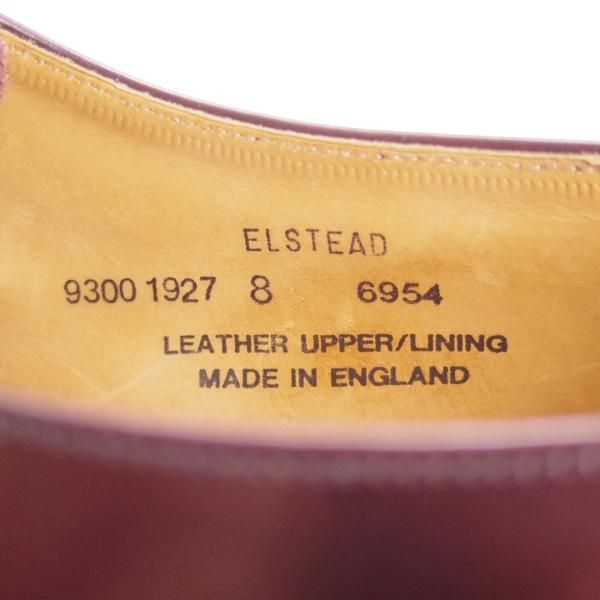 ELSTEAD
9300 1927 8 6954
LEATHER UPPER/LINING
MADE IN ENGLAND